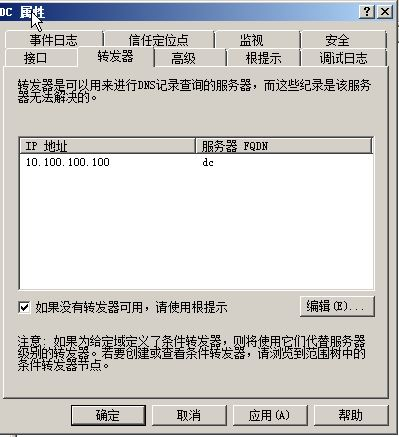 DC 属性
事件日志 信任定位点 监视 安全
接口 转发器 高级 根提示 调试日志
转发器是可以用来进行DNS记录查询的服务器，而这些纪录是该服务
器无法解决的。
IP 地址 服务器 FQDN
10.100.100.100 dc
如果没有转发器可用，请使用根提示 编辑(E)...
注意: 如果为给定域定义了条件转发器，则将使用它们代替服务器
级别的转发器。若要创建或查看条件转发器，请浏览到范围树中的
条件转发器节点。
确定 取消 应用(A) 帮助